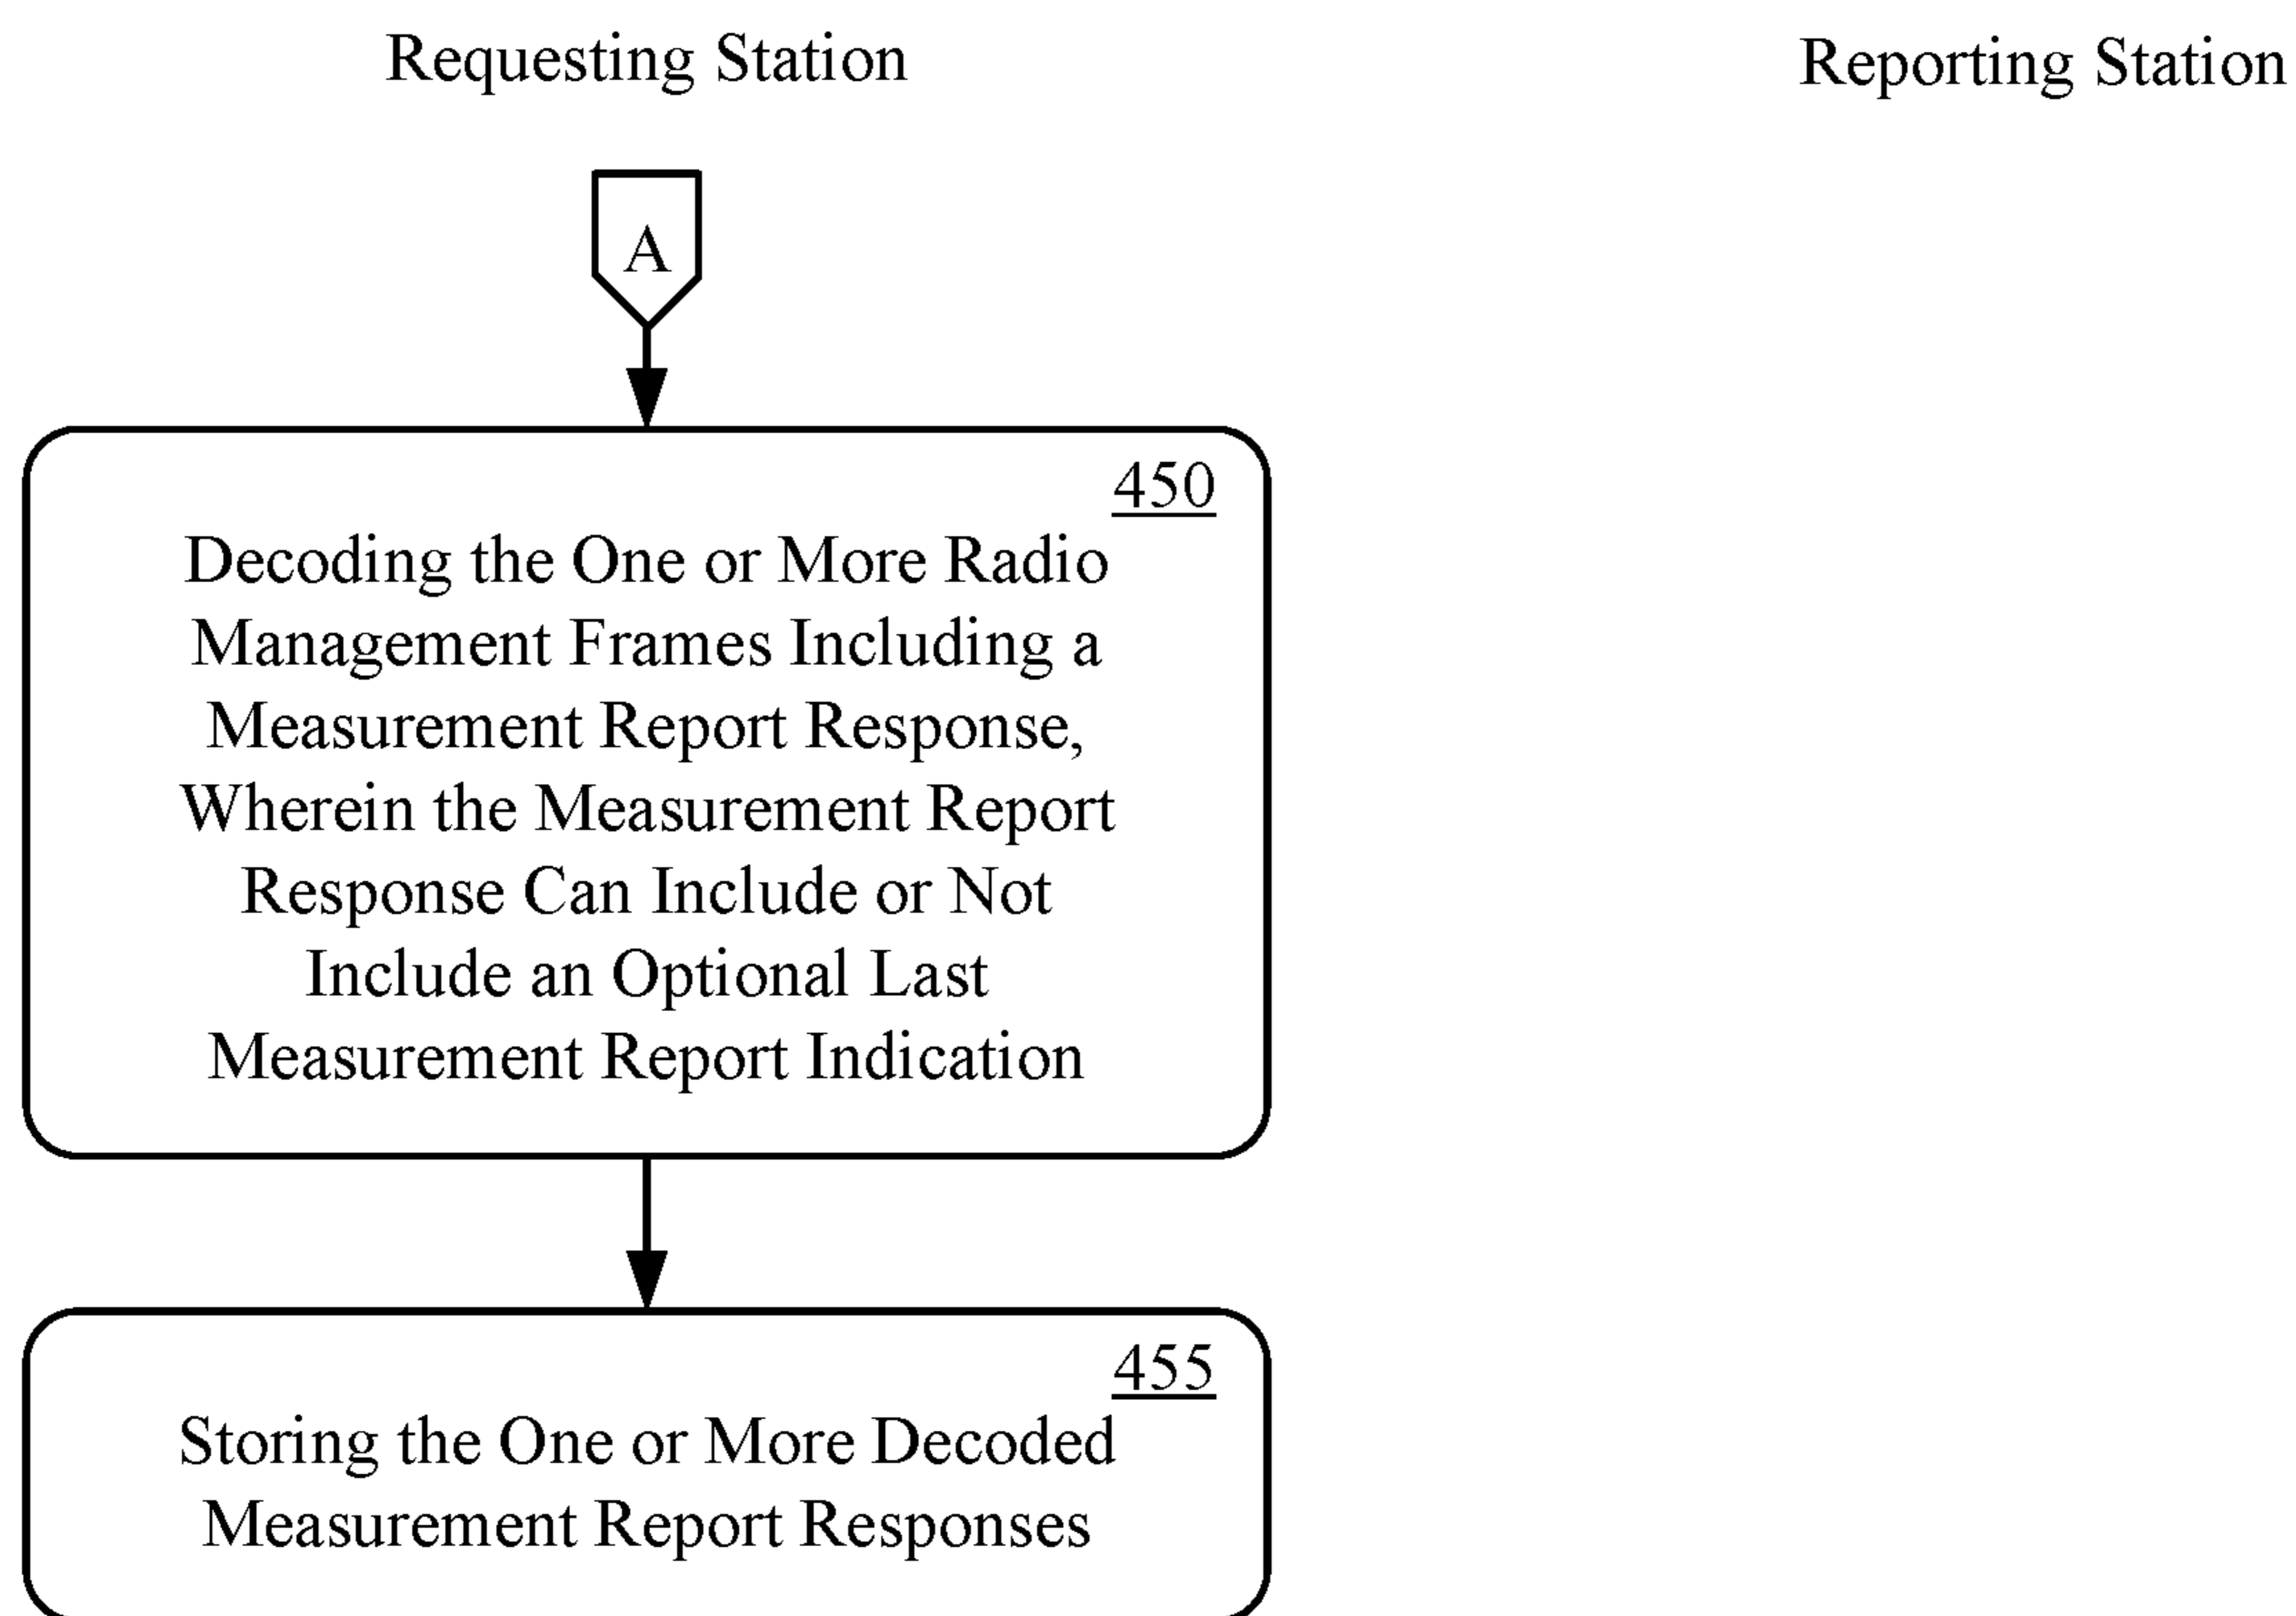 Requesting Station
Reporting Station
A
450
Decoding the One or More Radio
Management Frames Including a
Measurement Report Response,
Wherein the Measurement Report
Response Can Include or Not
Include an Optional Last
Measurement Report Indication
455
Storing the One or More Decoded
Measurement Report Responses